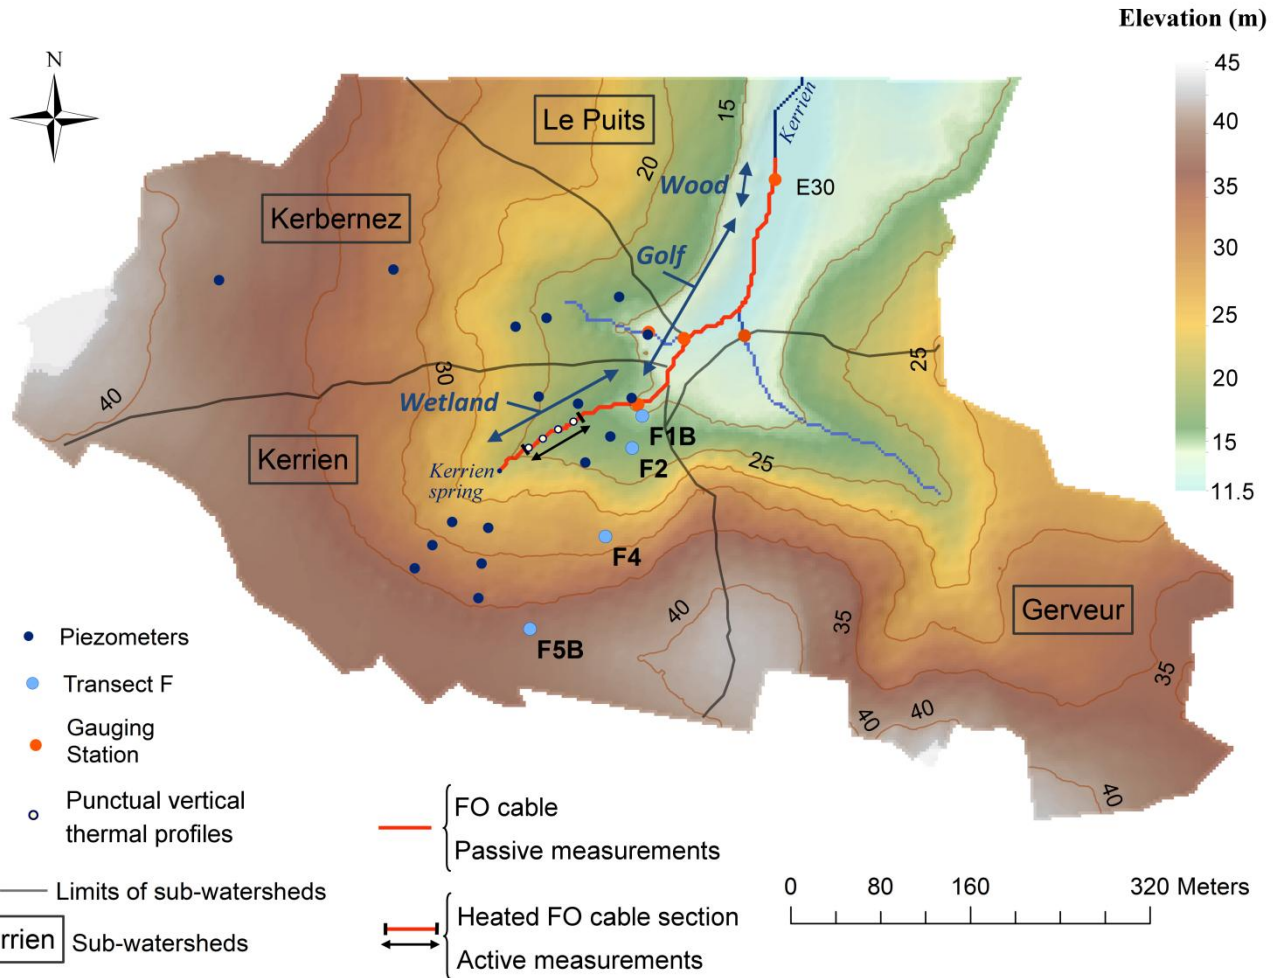 Elevation (m)
45
40
35
30
25
20
15
11.5
N
Le Puits
15
Kerrien
20
Wood
E30
Kerbernez
Golf
40
30
25
Wetland
Kerrien
F1B
F2
25
Kerrien
spring
F4
40
35
Gerveur
F5B
35
40
40
40
Piezometers
Transect F
Gauging
Station
Punctual vertical
thermal profiles
Limits of sub-watersheds
rrien
Sub-watersheds
FO cable
Passive measurements
Heated FO cable section
Active measurements
0 80 160 320 Meters